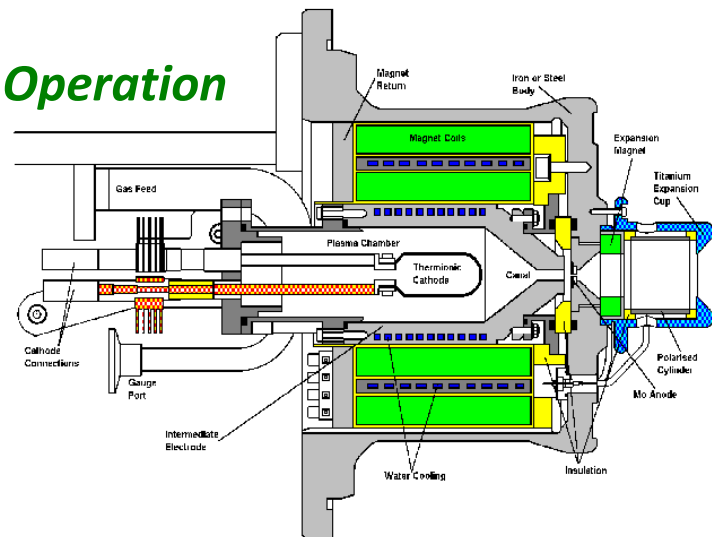 Operation
Magnet
Return
Iron or Steel
Body
Magnet Coils
Expansion
Magnet
Titanium
Expansion
Cup
Gas Feed
Plasma Chamber
Thermionic
Cathode
Canal
Cathode
Connections
Gauge
Port
Polarised
Cylinder
Mo Anode
Intermediate
Electrode
Water Cooling
Insulation